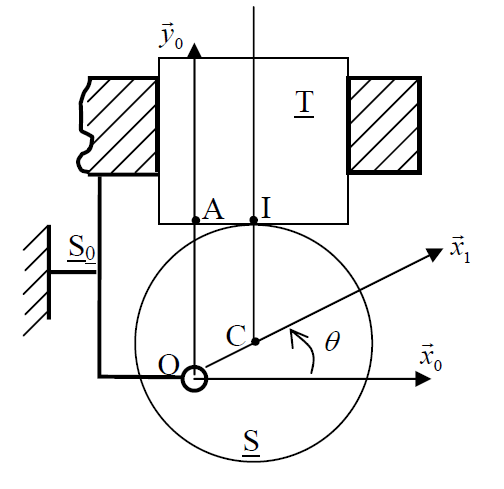 y⃗₀
T
A I
S₀
x⃗₁
C
θ
x⃗₀
O
S